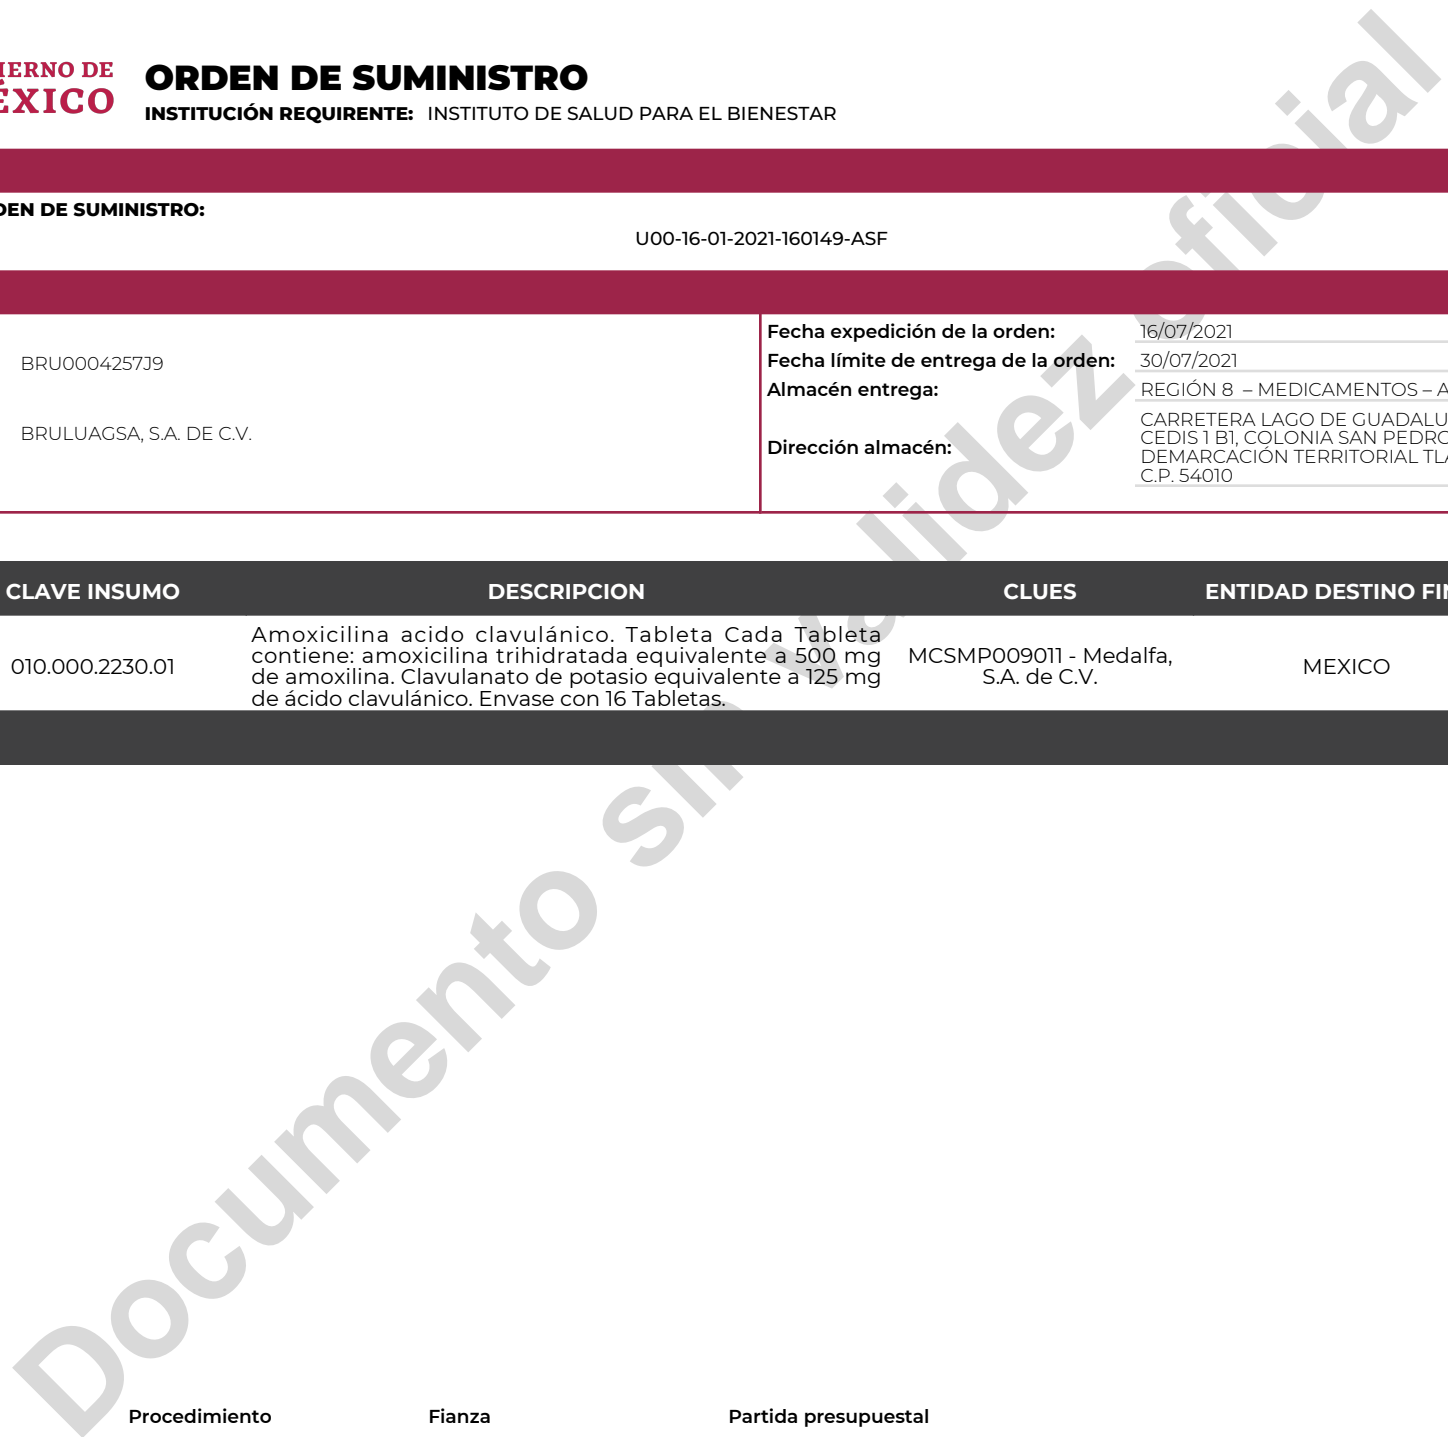 IERNO DE
ÉXICO
ORDEN DE SUMINISTRO
INSTITUCIÓN REQUIRENTE: INSTITUTO DE SALUD PARA EL BIENESTAR
DEN DE SUMINISTRO:
U00-16-01-2021-160149-ASF
BRU0004257J9
BRULUAGSA, S.A. DE C.V.
Fecha expedición de la orden: 16/07/2021
Fecha límite de entrega de la orden: 30/07/2021
Almacén entrega: REGIÓN 8 – MEDICAMENTOS – A
Dirección almacén:
CARRETERA LAGO DE GUADALU
CEDIS 1 B1, COLONIA SAN PEDRO
DEMARCACIÓN TERRITORIAL TLA
C.P. 54010
CLAVE INSUMO DESCRIPCION CLUES ENTIDAD DESTINO FIN
010.000.2230.01
Amoxicilina acido clavulánico. Tableta Cada Tableta
contiene: amoxicilina trihidratada equivalente a 500 mg
de amoxilina. Clavulanato de potasio equivalente a 125 mg
de ácido clavulánico. Envase con 16 Tabletas.
MCSMP009011 - Medalfa,
S.A. de C.V.
MEXICO
Documento sin validez oficial
Procedimiento Fianza Partida presupuestal